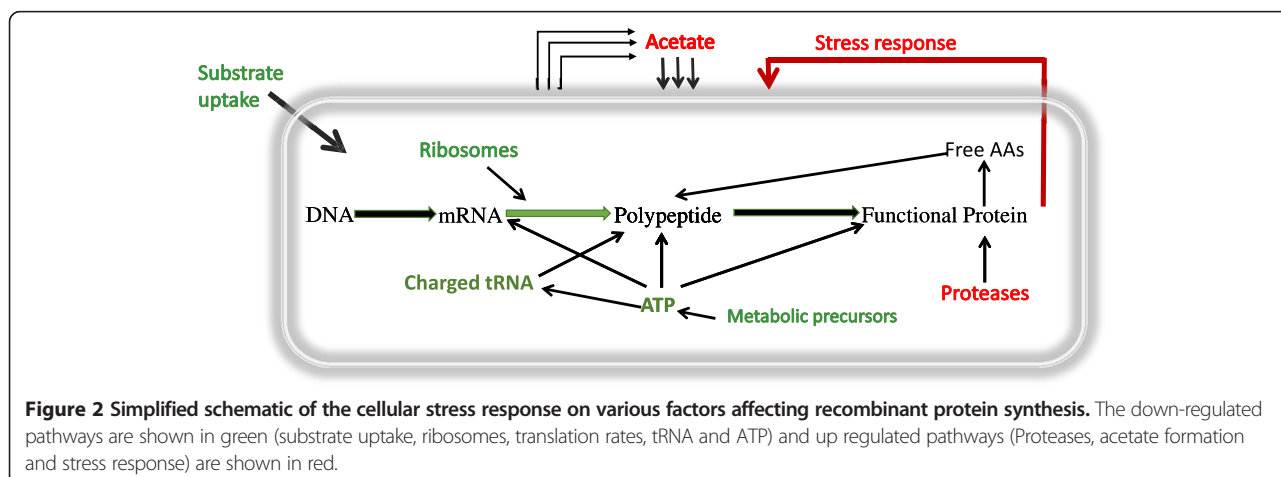 Acetate
Stress response
Substrate
uptake
Ribosomes
Free AAs
DNA
mRNA
Polypeptide
Functional Protein
Charged tRNA
ATP
Proteases
Metabolic precursors
Figure 2 Simplified schematic of the cellular stress response on various factors affecting recombinant protein synthesis. The down-regulated
pathways are shown in green (substrate uptake, ribosomes, translation rates, tRNA and ATP) and up regulated pathways (Proteases, acetate formation
and stress response) are shown in red.